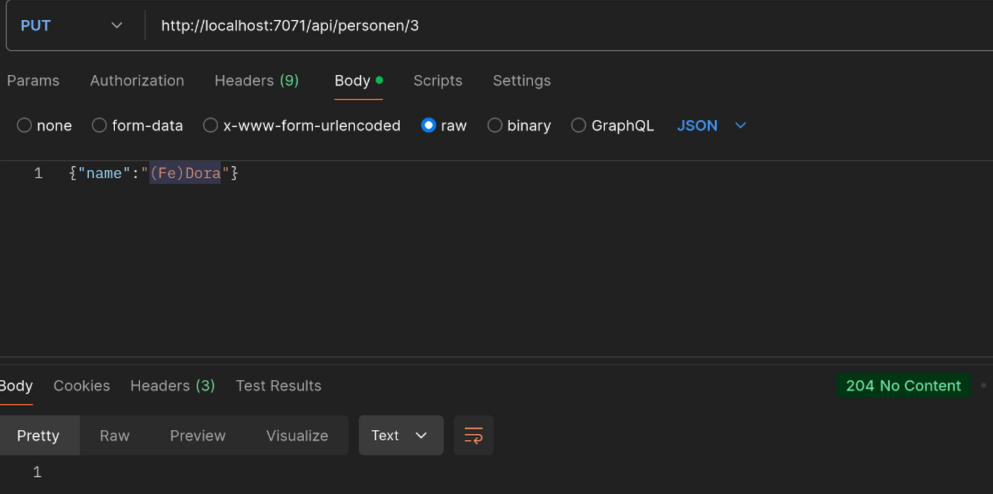 PUT http://localhost:7071/api/personen/3
Params Authorization Headers (9) Body Scripts Settings
none form-data x-www-form-urlencoded raw binary GraphQL JSON
1 {"name":"(Fe)Dora"}
Body Cookies Headers (3) Test Results 204 No Content
Pretty Raw Preview Visualize Text
1